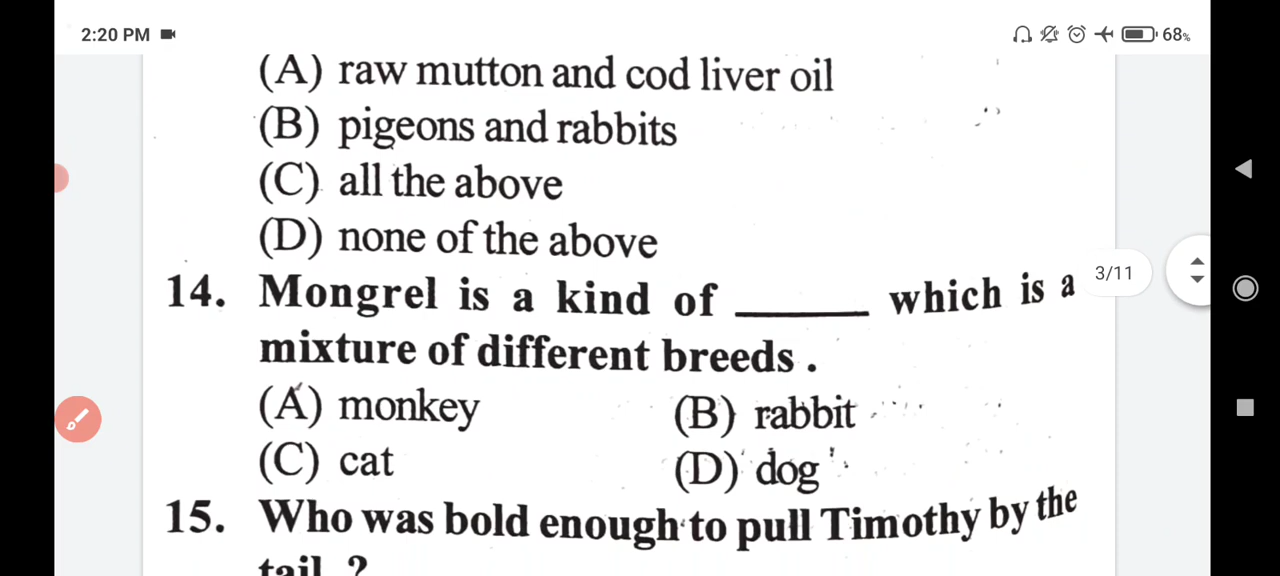 2:20 PM
68%
(A) raw mutton and cod liver oil
(B) pigeons and rabbits
(C) all the above
(D) none of the above
14. Mongrel is a kind of ______ which is a
mixture of different breeds .
(A) monkey (B) rabbit
(C) cat (D) dog
15. Who was bold enough to pull Timothy by the
tail ?
3/11